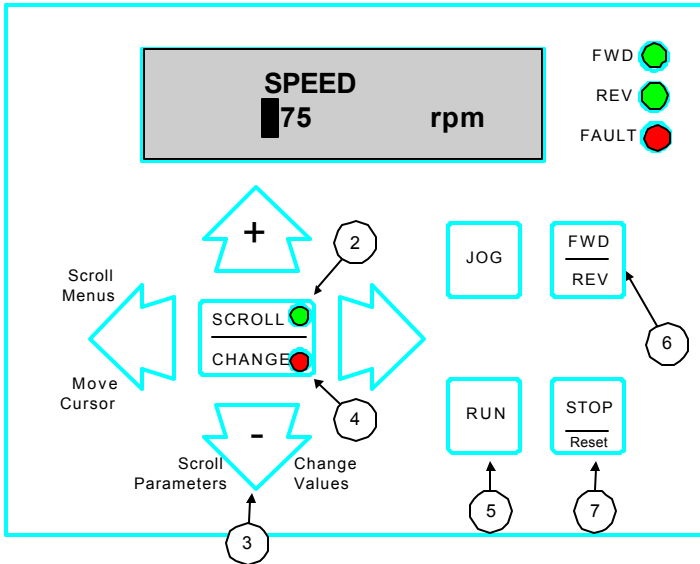 SPEED
75 rpm
FWD
REV
FAULT
+
2
Scroll
Menus
SCROLL
CHANGE
Move
Cursor
4
-
Scroll
Parameters
Change
Values
3
JOG
FWD
REV
6
RUN
STOP
Reset
5
7